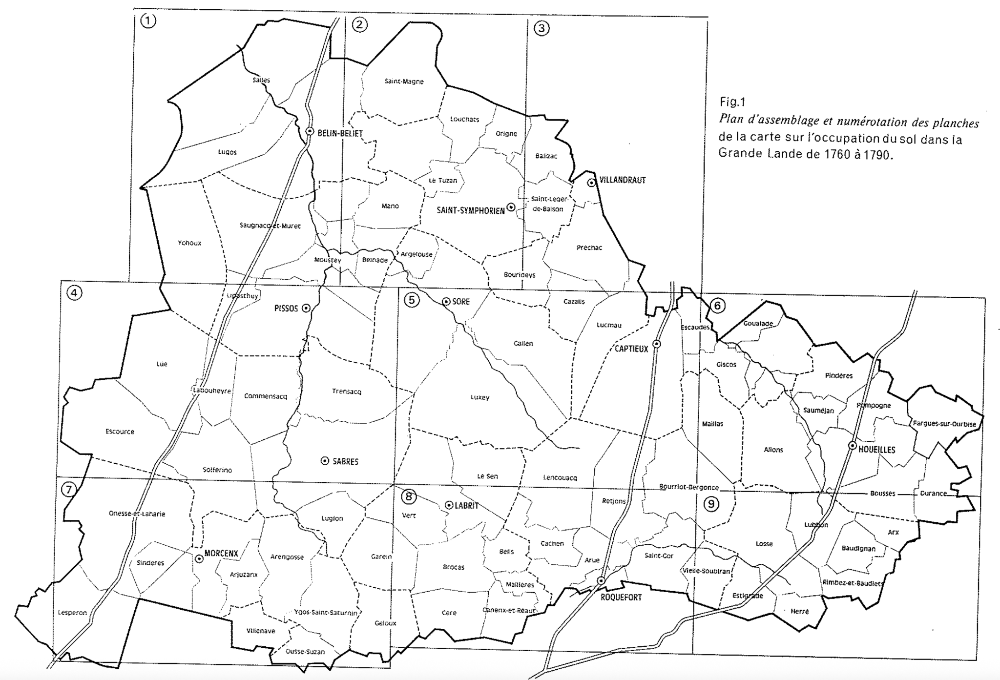 1
2
3
Fig.1
Plan d'assemblage et numérotation des planches
de la carte sur l'occupation du sol dans la
Grande Lande de 1760 à 1790.
Salles
Saint-Magne
Louchats
Origne
BELIN-BELIET
Lugos
Balizac
Le Tuzan
VILLANDRAUT
Mano
Saint-Leger-
de-Balson
SAINT-SYMPHORIEN
Saugnacq-et-Muret
Ychoux
Préchac
Moustey
Belhade
Argelouse
Bourideys
4
Liposthey
PISSOS
5
SORE
Cazalis
6
Lucmau
Escaudes
Goualade
Callen
CAPTIEUX
Giscos
Lüe
Pindères
Labouheyre
Commensacq
Trensacq
Luxey
Sauméjan
Pompogne
Maillas
Fargues-sur-Ourbise
Escource
Allons
HOUEILLES
SABRES
Solférino
Le Sen
Lencouacq
Bourriot-Bergonce
7
8
9
Bousses
Durance
Retjons
LABRIT
Onesse-et-Laharie
Vert
Luglon
Lubbon
Arx
Losse
Cachen
Baudignan
MORCENX
Bélis
Arengosse
Garein
Saint-Gor
Arue
Sindères
Brocas
Vielle-Soubiran
Arjuzanx
Maillères
Rimbez-et-Baudiets
Estigarde
ROQUEFORT
Lesperon
Ygos-Saint-Saturnin
Cère
Canenx-et-Réaut
Herré
Geloux
Villenave
Ousse-Suzan